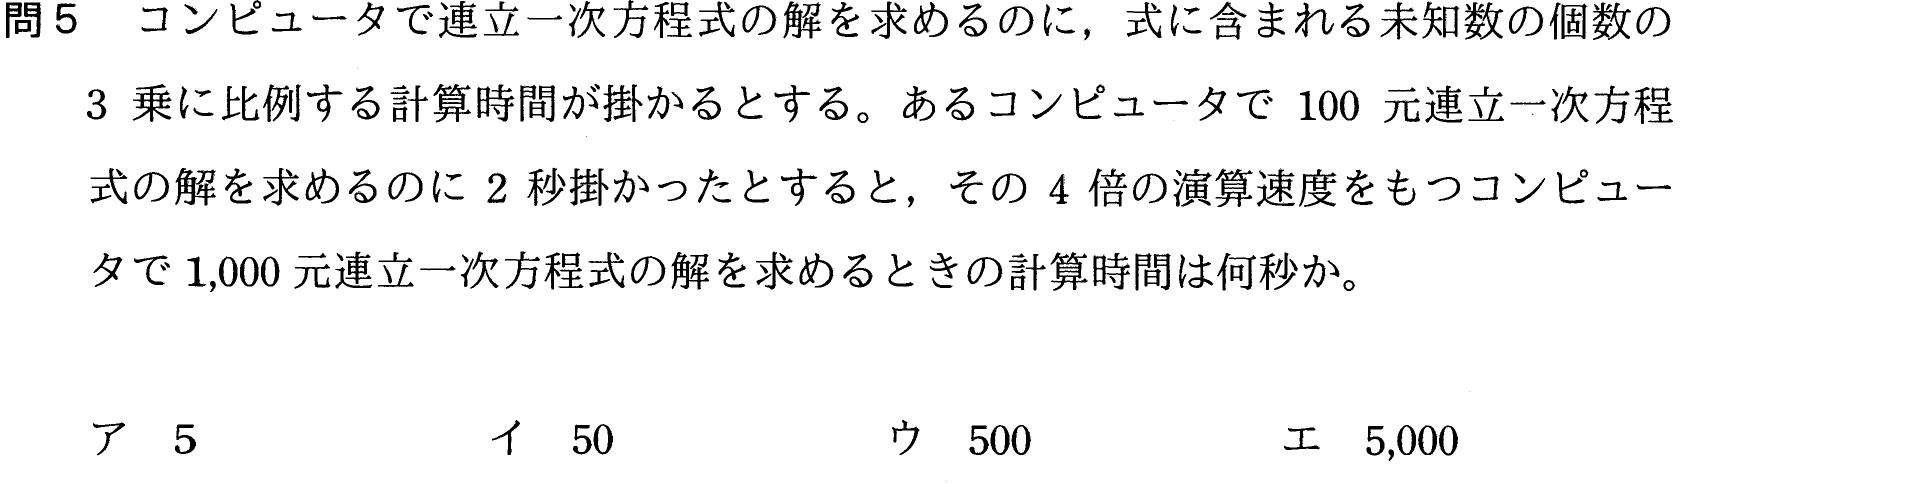 問5 コンピュータで連立一次方程式の解を求めるのに，式に含まれる未知数の個数の
3 乗に比例する計算時間が掛かるとする。あるコンピュータで 100 元連立一次方程
式の解を求めるのに 2 秒掛かったとすると，その 4 倍の演算速度をもつコンピュー
タで 1,000 元連立一次方程式の解を求めるときの計算時間は何秒か。
ア 5 イ 50 ウ 500 エ 5,000